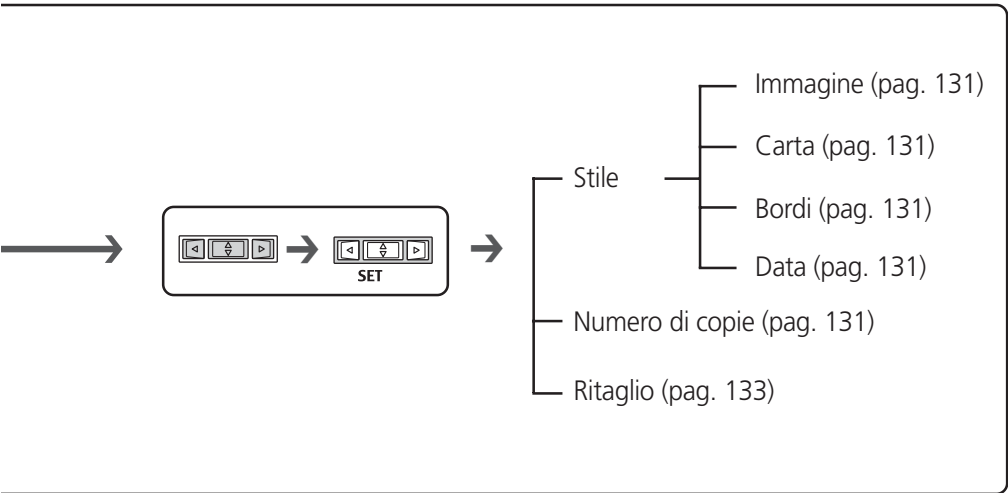 Immagine (pag. 131)
Carta (pag. 131)
Stile
Bordi (pag. 131)
Data (pag. 131)
SET
Numero di copie (pag. 131)
Ritaglio (pag. 133)